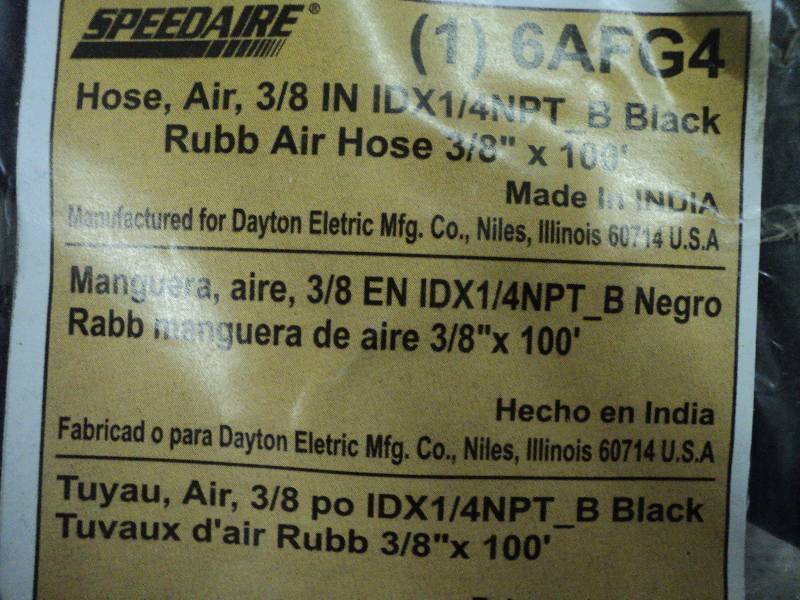 SPEEDAIRE®
(1) 6AFG4
Hose, Air, 3/8 IN IDX1/4NPT_B Black
Rubb Air Hose 3/8" x 100'
Made In INDIA
Manufactured for Dayton Eletric Mfg. Co., Niles, Illinois 60714 U.S.A
Manguera, aire, 3/8 EN IDX1/4NPT_B Negro
Rabb manguera de aire 3/8"x 100'
Hecho en India
Fabricad o para Dayton Eletric Mfg. Co., Niles, Illinois 60714 U.S.A
Tuyau, Air, 3/8 po IDX1/4NPT_B Black
Tuvaux d'air Rubb 3/8"x 100'